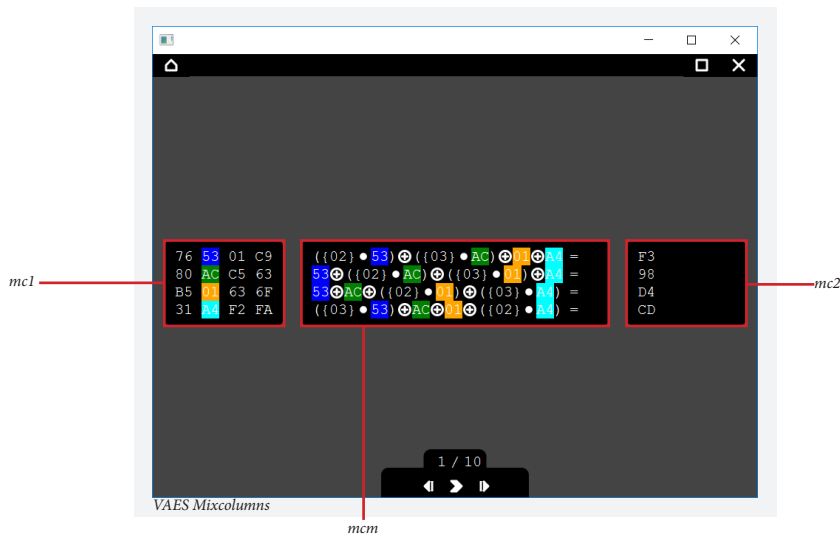 76 53 01 C9
80 AC C5 63
B5 01 63 6F
31 A4 F2 FA
({02}•53)⊕({03}•AC)⊕01⊕A4 =
53⊕({02}•AC)⊕({03}•01)⊕A4 =
53⊕AC⊕({02}•01)⊕({03}•A4) =
({03}•53)⊕AC⊕01⊕({02}•A4) =
F3
98
D4
CD
mc1
mc2
1 / 10
VAES Mixcolumns
mcm